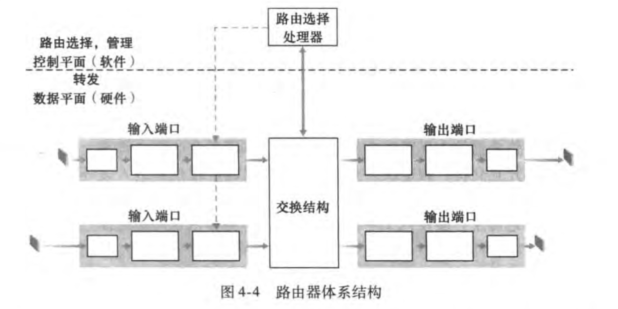 路由选择
处理器
路由选择，管理
控制平面（软件）
转发
数据平面（硬件）
输入端口
输出端口
交换结构
输入端口
输出端口
图4-4 路由器体系结构